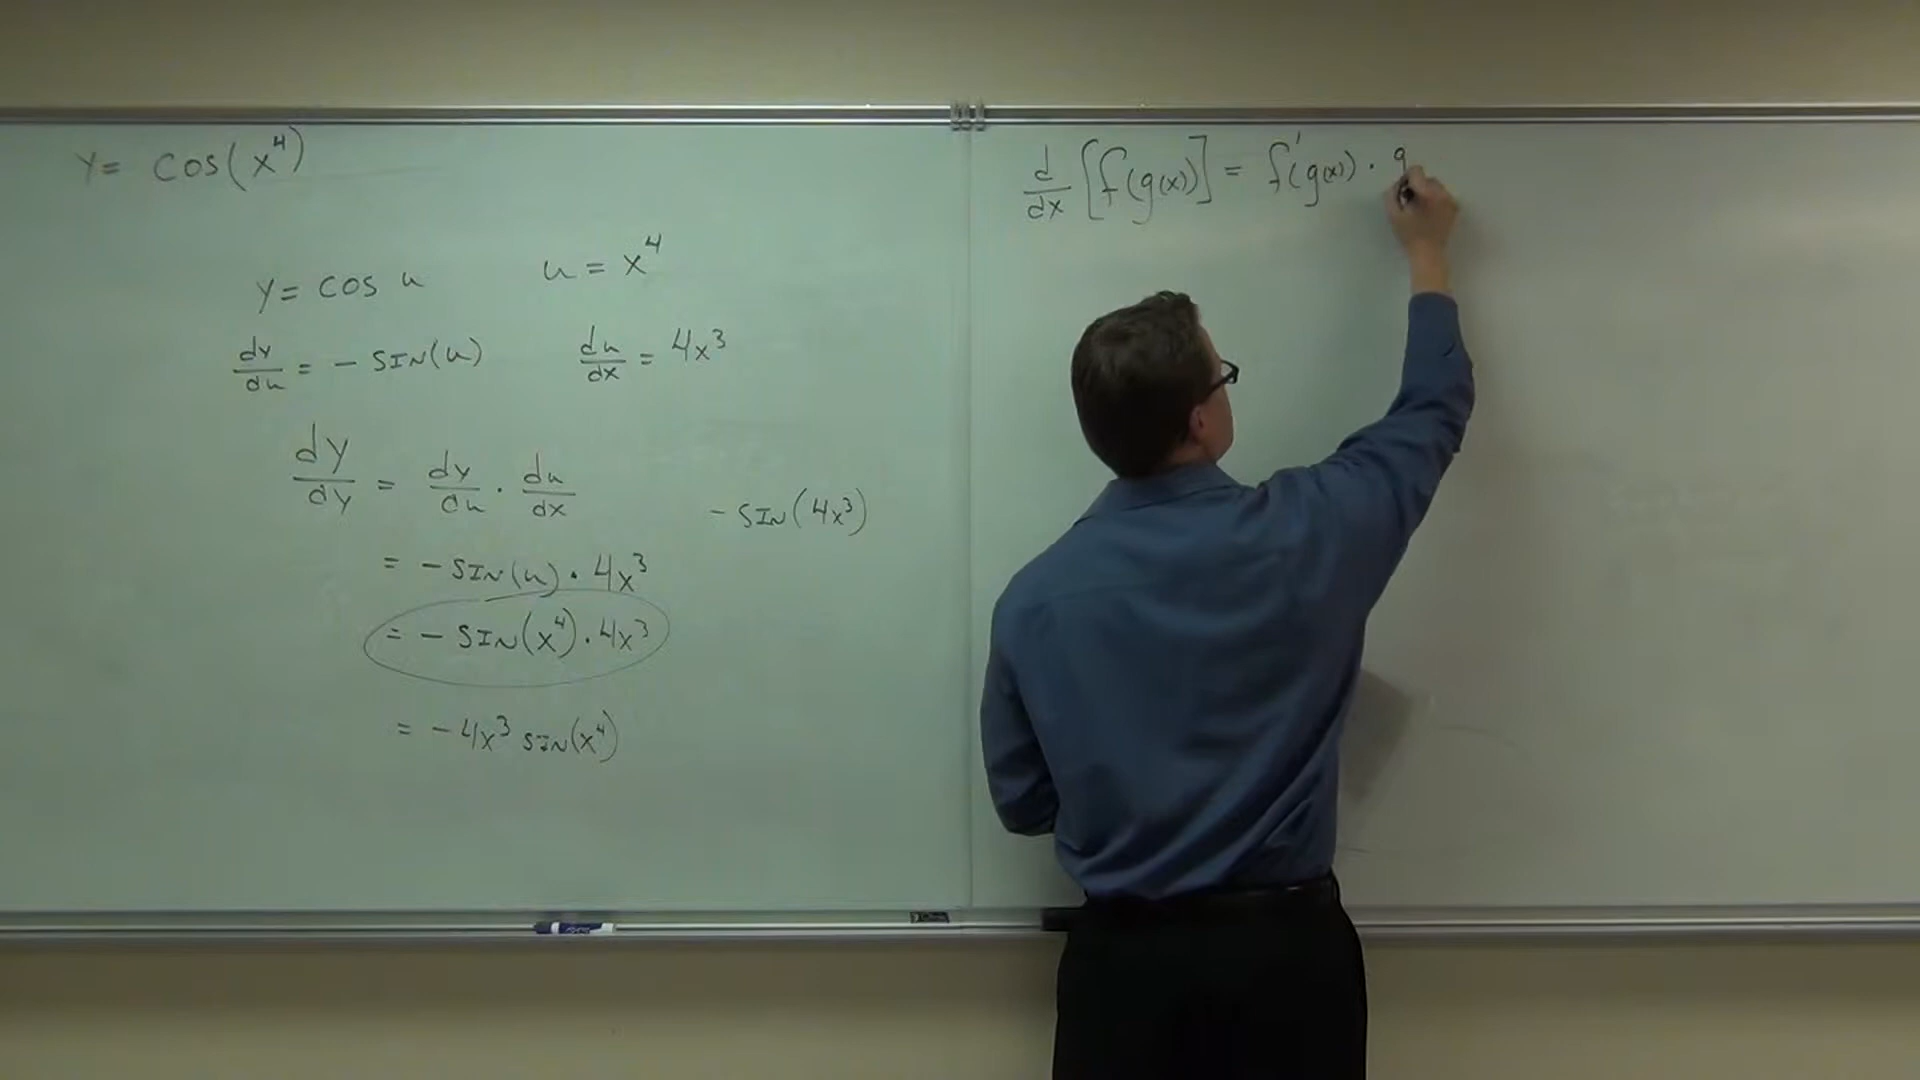 Y = COS(x⁴)
y = COS u    u = x⁴
dy/du = - SIN(u)    du/dx = 4x³
dy/dy = dy/du · du/dx
- SIN(4x³)
= - SIN(u) · 4x³
= - SIN(x⁴) · 4x³
= - 4x³ SIN(x⁴)
d/dx [f(g(x))] = f'(g(x)) · g